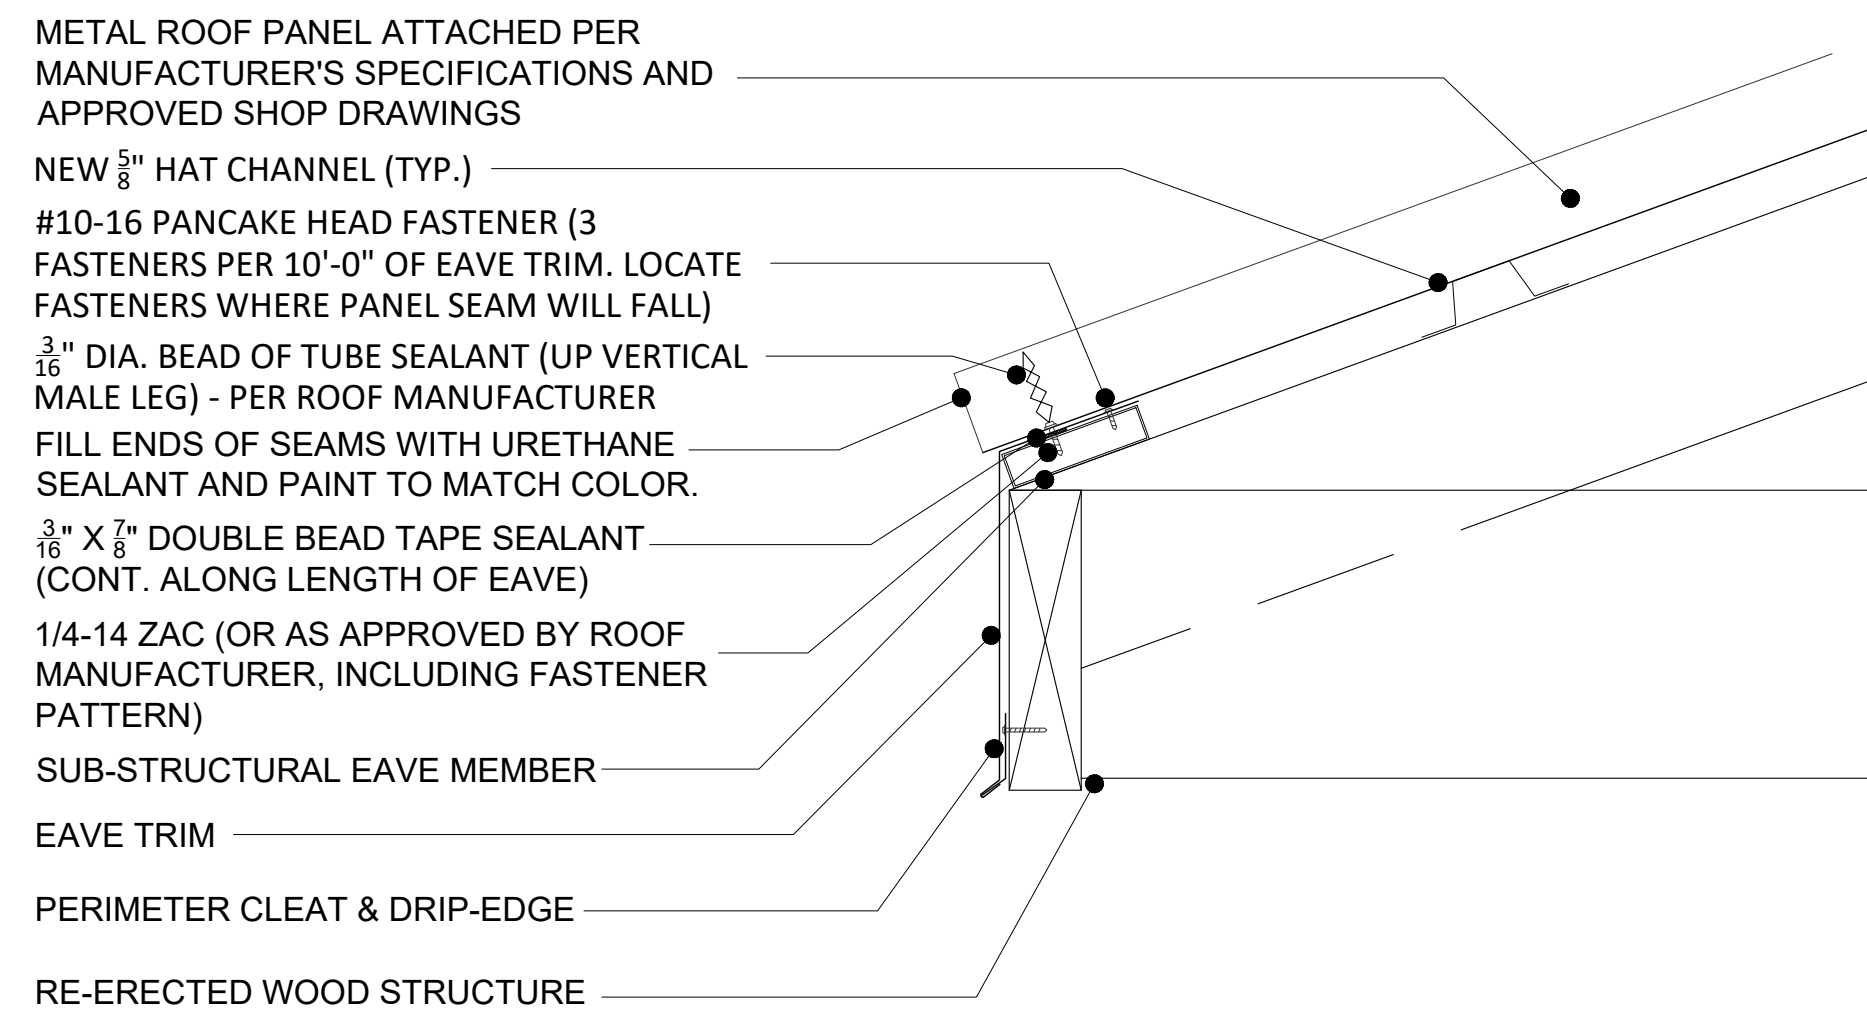 METAL ROOF PANEL ATTACHED PER
MANUFACTURER'S SPECIFICATIONS AND
APPROVED SHOP DRAWINGS
NEW 5/8" HAT CHANNEL (TYP.)
#10-16 PANCAKE HEAD FASTENER (3
FASTENERS PER 10'-0" OF EAVE TRIM. LOCATE
FASTENERS WHERE PANEL SEAM WILL FALL)
3/16" DIA. BEAD OF TUBE SEALANT (UP VERTICAL
MALE LEG) - PER ROOF MANUFACTURER
FILL ENDS OF SEAMS WITH URETHANE
SEALANT AND PAINT TO MATCH COLOR.
3/16" X 7/8" DOUBLE BEAD TAPE SEALANT
(CONT. ALONG LENGTH OF EAVE)
1/4-14 ZAC (OR AS APPROVED BY ROOF
MANUFACTURER, INCLUDING FASTENER
PATTERN)
SUB-STRUCTURAL EAVE MEMBER
EAVE TRIM
PERIMETER CLEAT & DRIP-EDGE
RE-ERECTED WOOD STRUCTURE